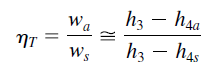 η_T = w_a / w_s ≅ (h_3 − h_4a) / (h_3 − h_4s)